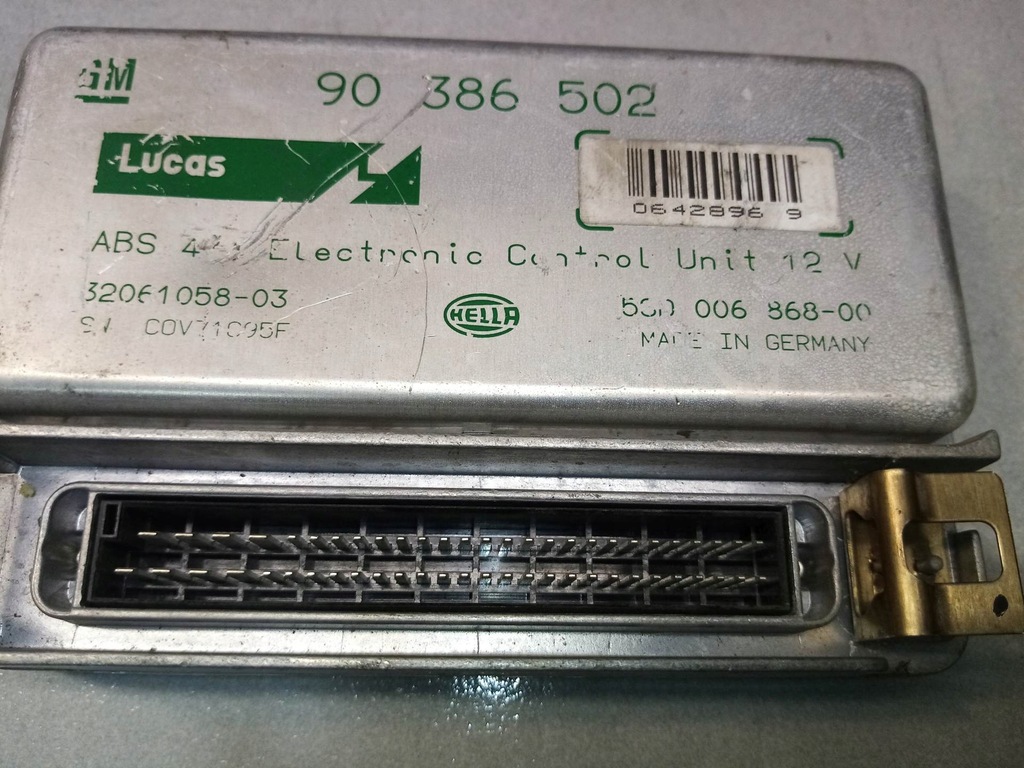 GM
90 386 502
Lucas
0642896 9
ABS Electronic Control Unit 12 V
32061058-03
HELLA
006 868-00
MADE IN GERMANY